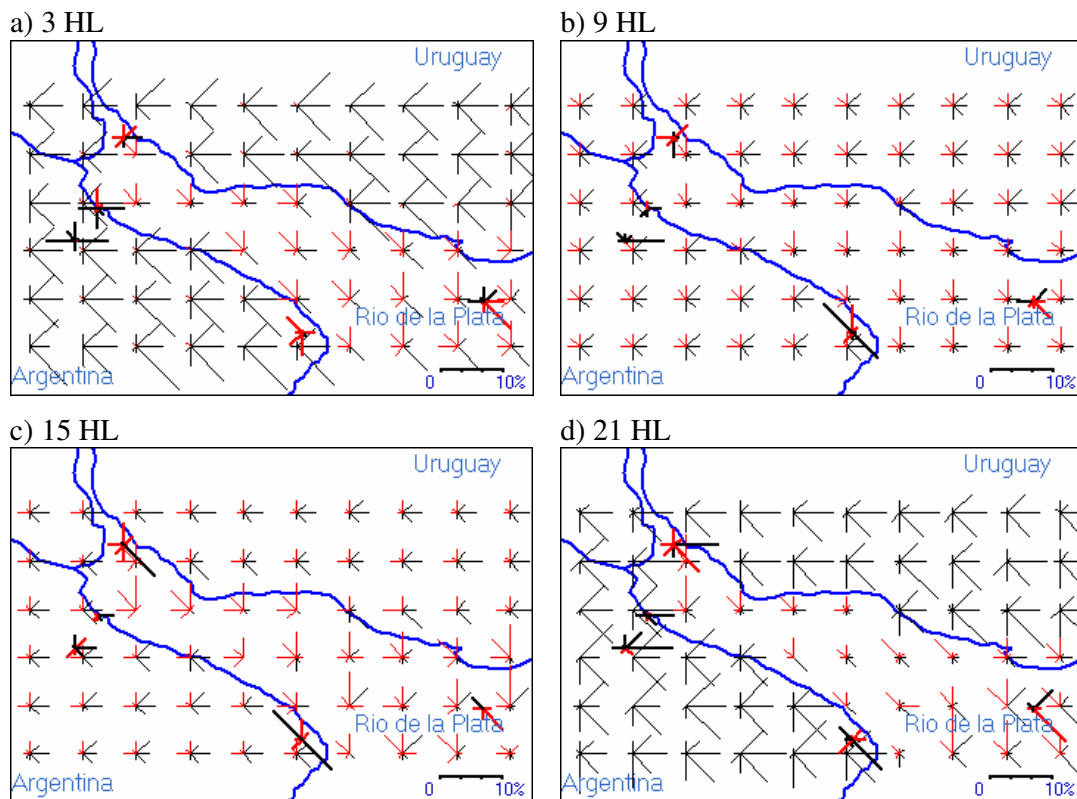 a) 3 HL
Uruguay
Rio de la Plata
Argentina
0 10%
b) 9 HL
Uruguay
Rio de la Plata
Argentina
0 10%
c) 15 HL
Uruguay
Rio de la Plata
Argentina
0 10%
d) 21 HL
Uruguay
Rio de la Plata
Argentina
0 10%